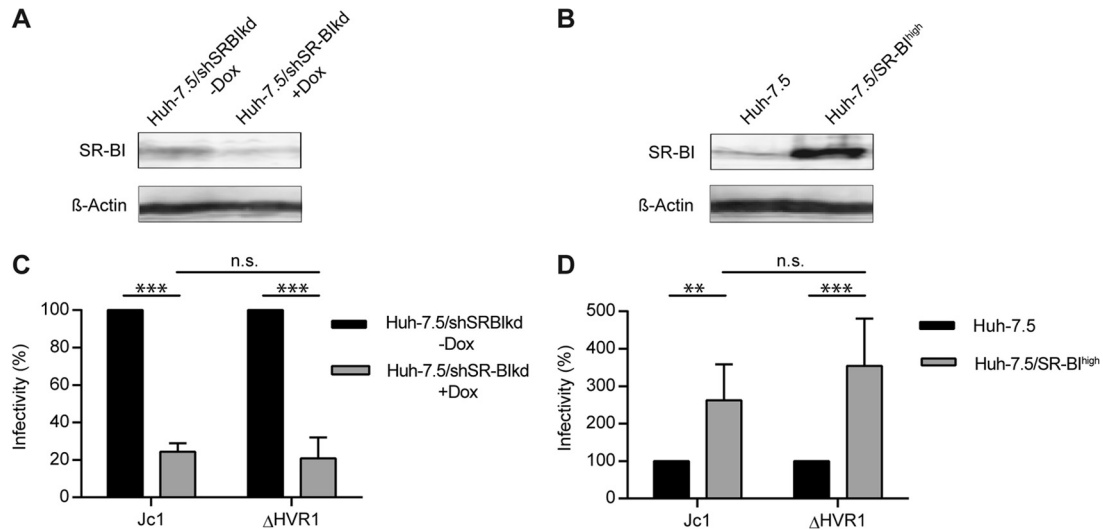 A
Huh-7.5/shSRBIkd
-Dox
Huh-7.5/shSR-BIkd
+Dox
SR-BI
ß-Actin
B
Huh-7.5
Huh-7.5/SR-BIhigh
SR-BI
ß-Actin
C
n.s.
*** ***
Infectivity (%)
100
80
60
40
20
0
Jc1 ΔHVR1
Huh-7.5/shSRBIkd
-Dox
Huh-7.5/shSR-BIkd
+Dox
D
n.s.
** ***
Infectivity (%)
500
400
300
200
100
0
Jc1 ΔHVR1
Huh-7.5
Huh-7.5/SR-BIhigh